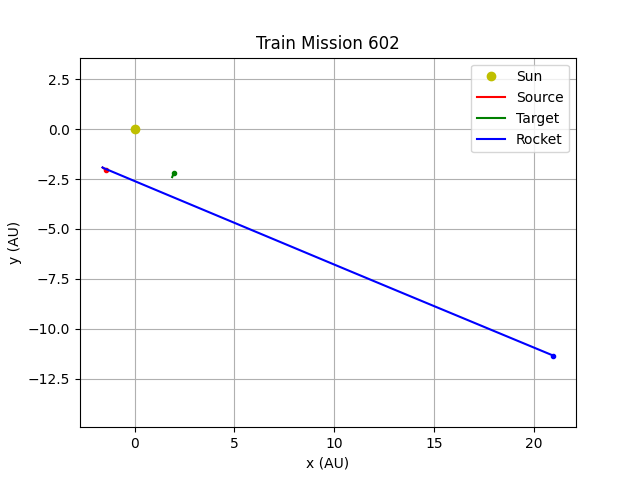 Train Mission 602
Sun
Source
Target
Rocket
2.5
0.0
−2.5
−5.0
−7.5
−10.0
−12.5
y (AU)
0 5 10 15 20
x (AU)